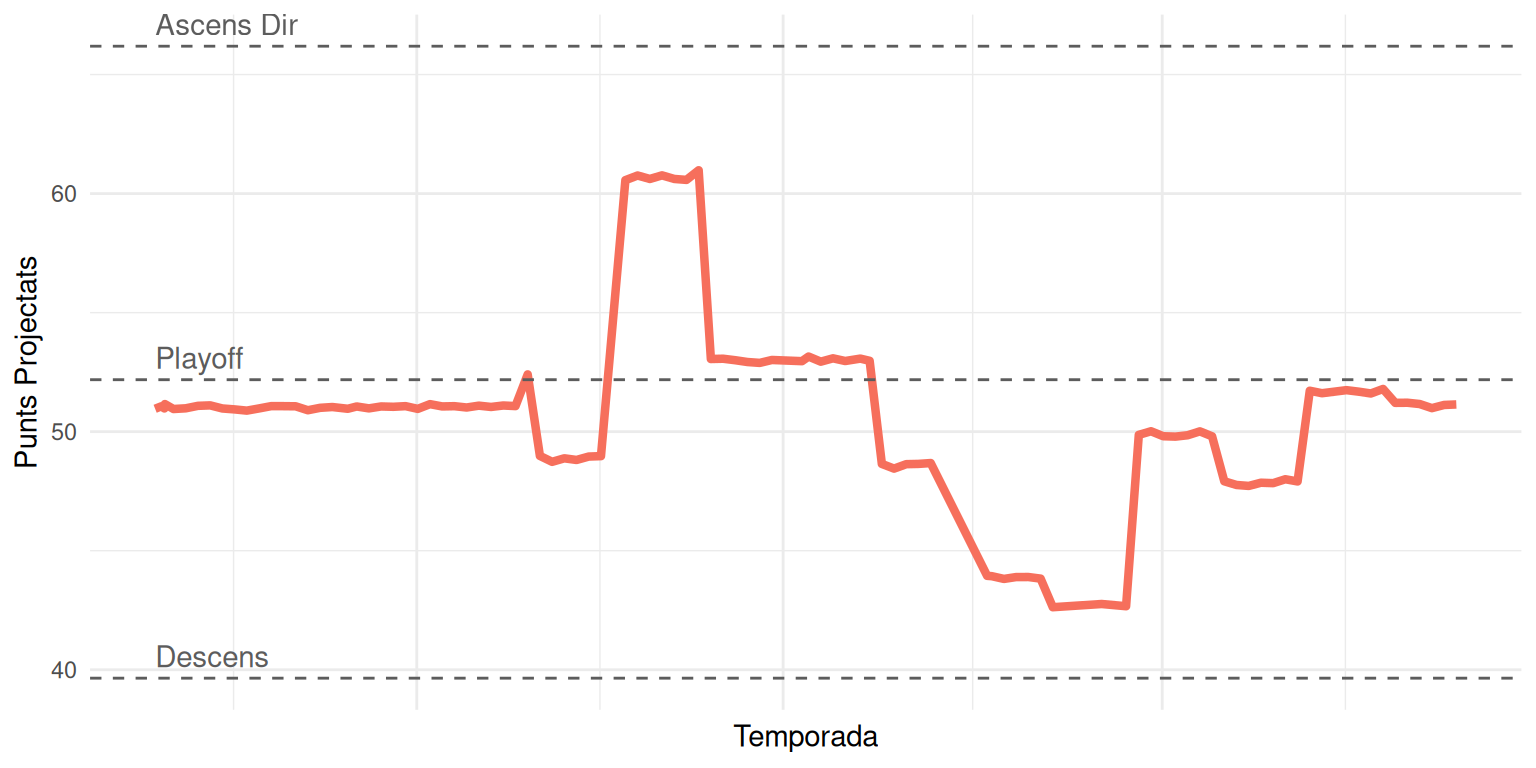 Ascens Dir
60
Playoff
50
Descens
40
Punts Projectats
Temporada